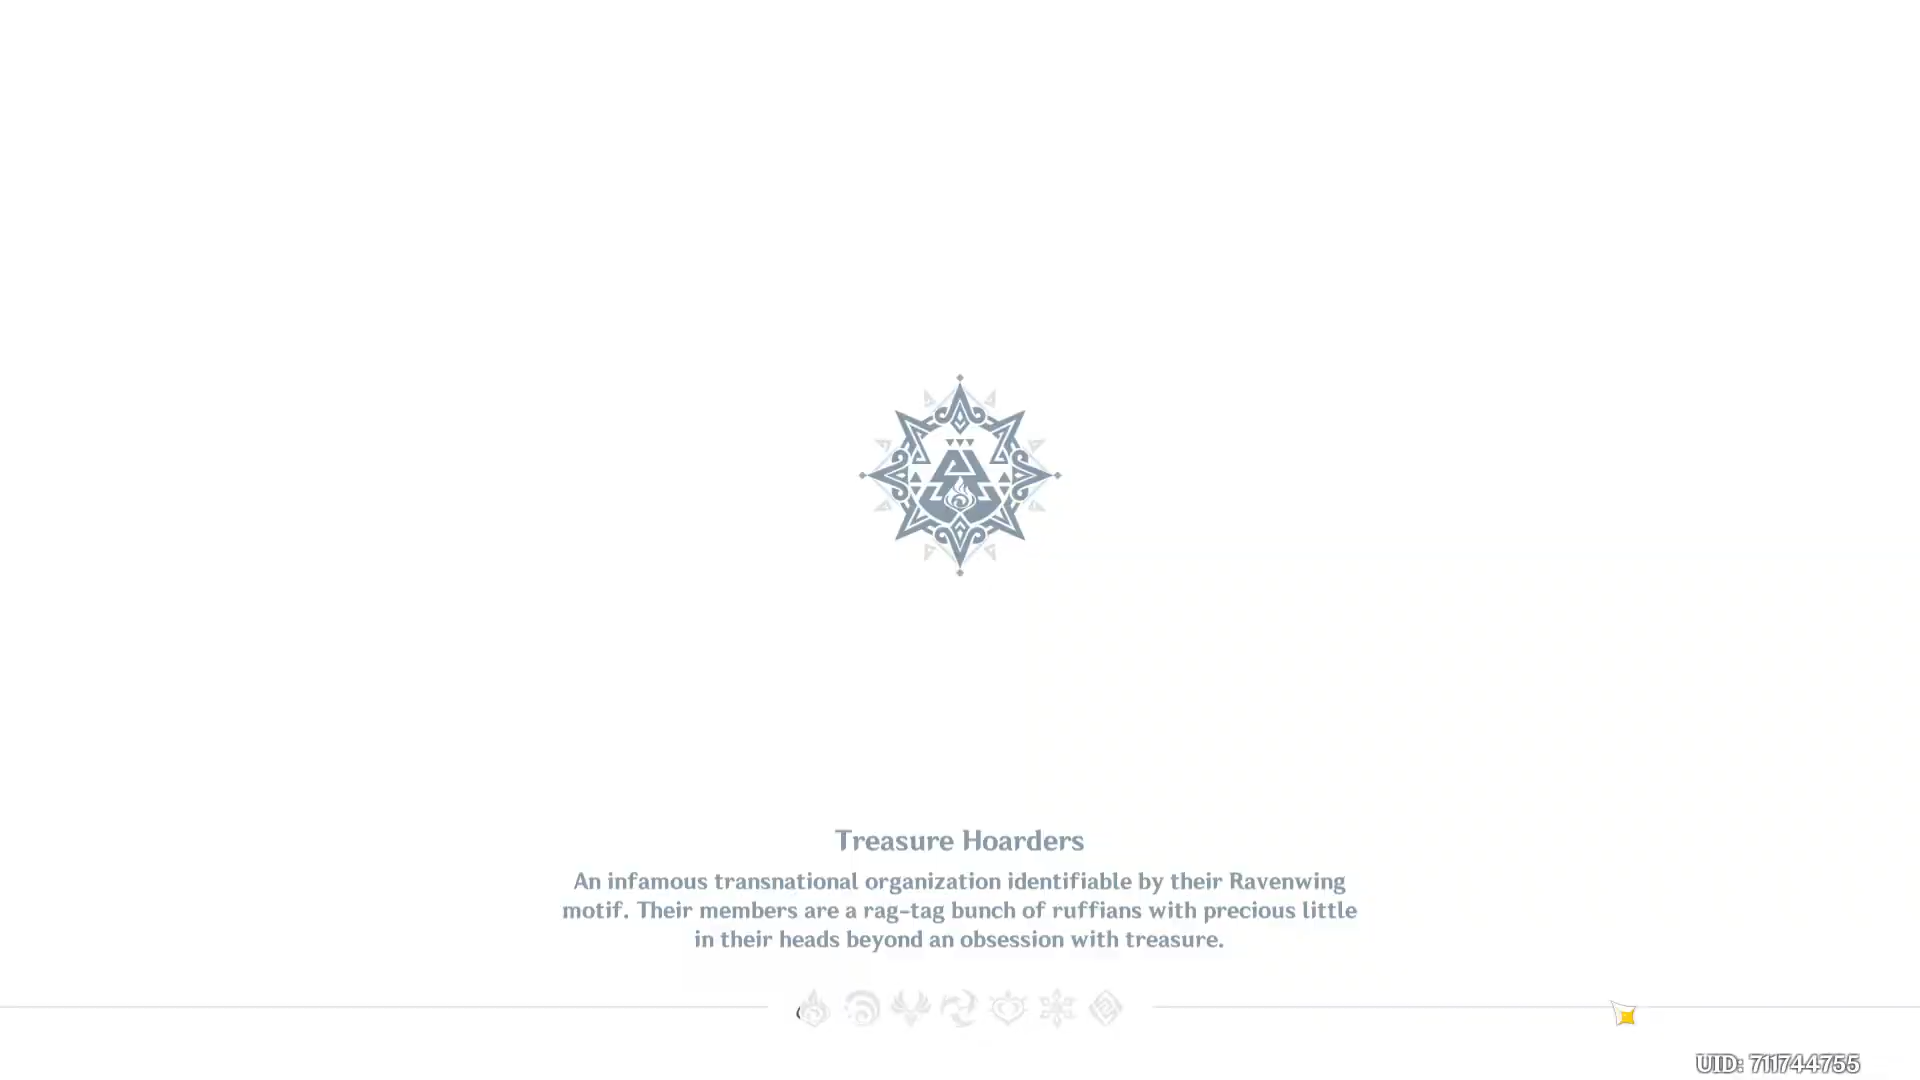 Treasure Hoarders
An infamous transnational organization identifiable by their Ravenwing
motif. Their members are a rag-tag bunch of ruffians with precious little
in their heads beyond an obsession with treasure.
UID: 711744755